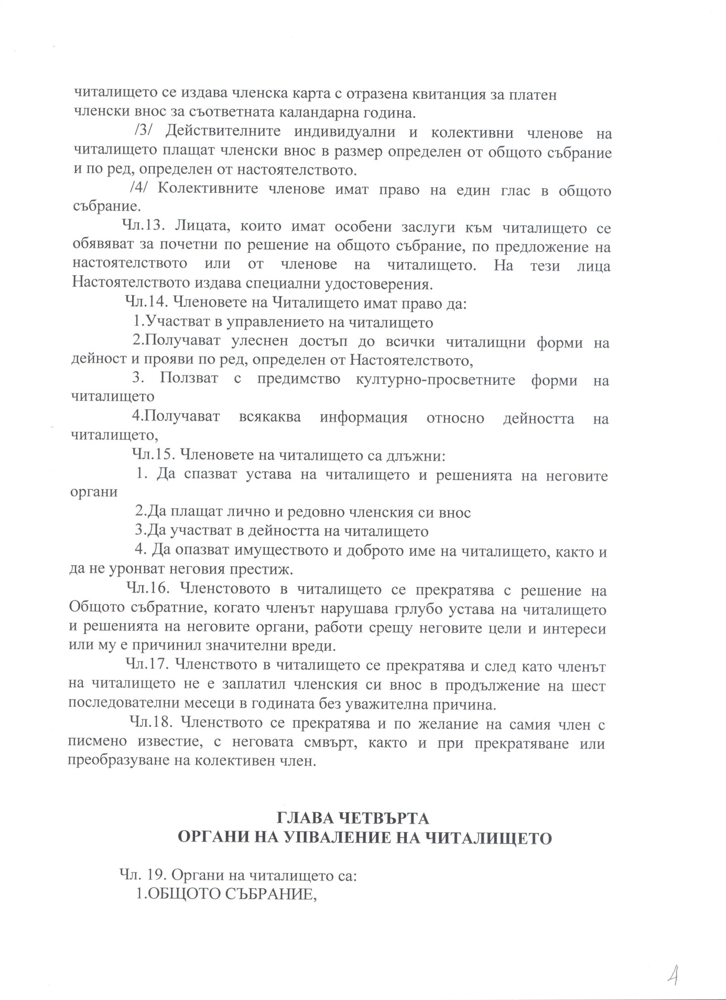 читалището се издава членска карта с отразена квитанция за платен
членски внос за съответната каландарна година.
/3/ Действителните индивидуални и колективни членове на
читалището плащат членски внос в размер определен от общото събрание
и по ред, определен от настоятелството.
/4/ Колективните членове имат право на един глас в общото
събрание.
Чл.13. Лицата, които имат особени заслуги към читалището се
обявяват за почетни по решение на общото събрание, по предложение на
настоятелството или от членове на читалището. На тези лица
Настоятелството издава специални удостоверения.
Чл.14. Членовете на Читалището имат право да:
1.Участват в управлението на читалището
2.Получават улеснен достъп до всички читалищни форми на
дейност и прояви по ред, определен от Настоятелството,
3. Ползват с предимство културно-просветните форми на
читалището
4.Получават всякаква информация относно дейността на
читалището,
Чл.15. Членовете на читалището са длъжни:
1. Да спазват устава на читалището и решенията на неговите
органи
2.Да плащат лично и редовно членския си внос
3.Да участват в дейността на читалището
4. Да опазват имуществото и доброто име на читалището, както и
да не уронват неговия престиж.
Чл.16. Членстовото в читалището се прекратява с решение на
Общото събратние, когато членът нарушава грлубо устава на читалището
и решенията на неговите органи, работи срещу неговите цели и интереси
или му е причинил значителни вреди.
Чл.17. Членството в читалището се прекратява и след като членът
на читалището не е заплатил членския си внос в продължение на шест
последователни месеци в годината без уважителна причина.
Чл.18. Членството се прекратява и по желание на самия член с
писмено известие, с неговата смвърт, както и при прекратяване или
преобразуване на колективен член.
ГЛАВА ЧЕТВЪРТА
ОРГАНИ НА УПВАЛЕНИЕ НА ЧИТАЛИЩЕТО
Чл. 19. Органи на читалището са:
1.ОБЩОТО СЪБРАНИЕ,
4